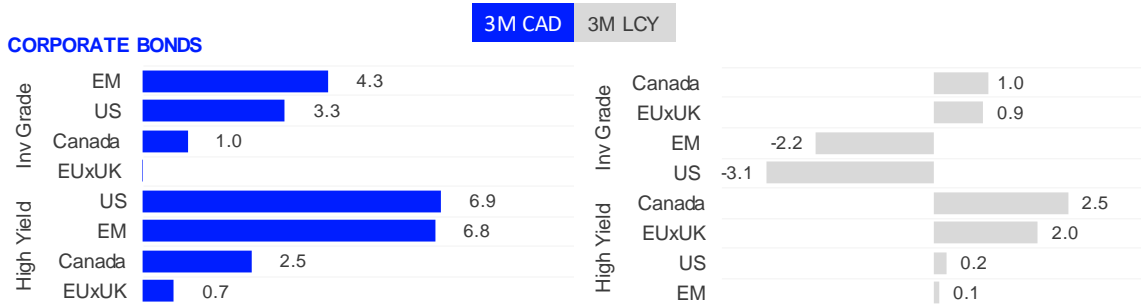 3M CAD 3M LCY
CORPORATE BONDS
Inv Grade
EM 4.3
US 3.3
Canada 1.0
EUxUK
High Yield
US 6.9
EM 6.8
Canada 2.5
EUxUK 0.7
Inv Grade
Canada 1.0
EUxUK 0.9
EM -2.2
US -3.1
High Yield
Canada 2.5
EUxUK 2.0
US 0.2
EM 0.1